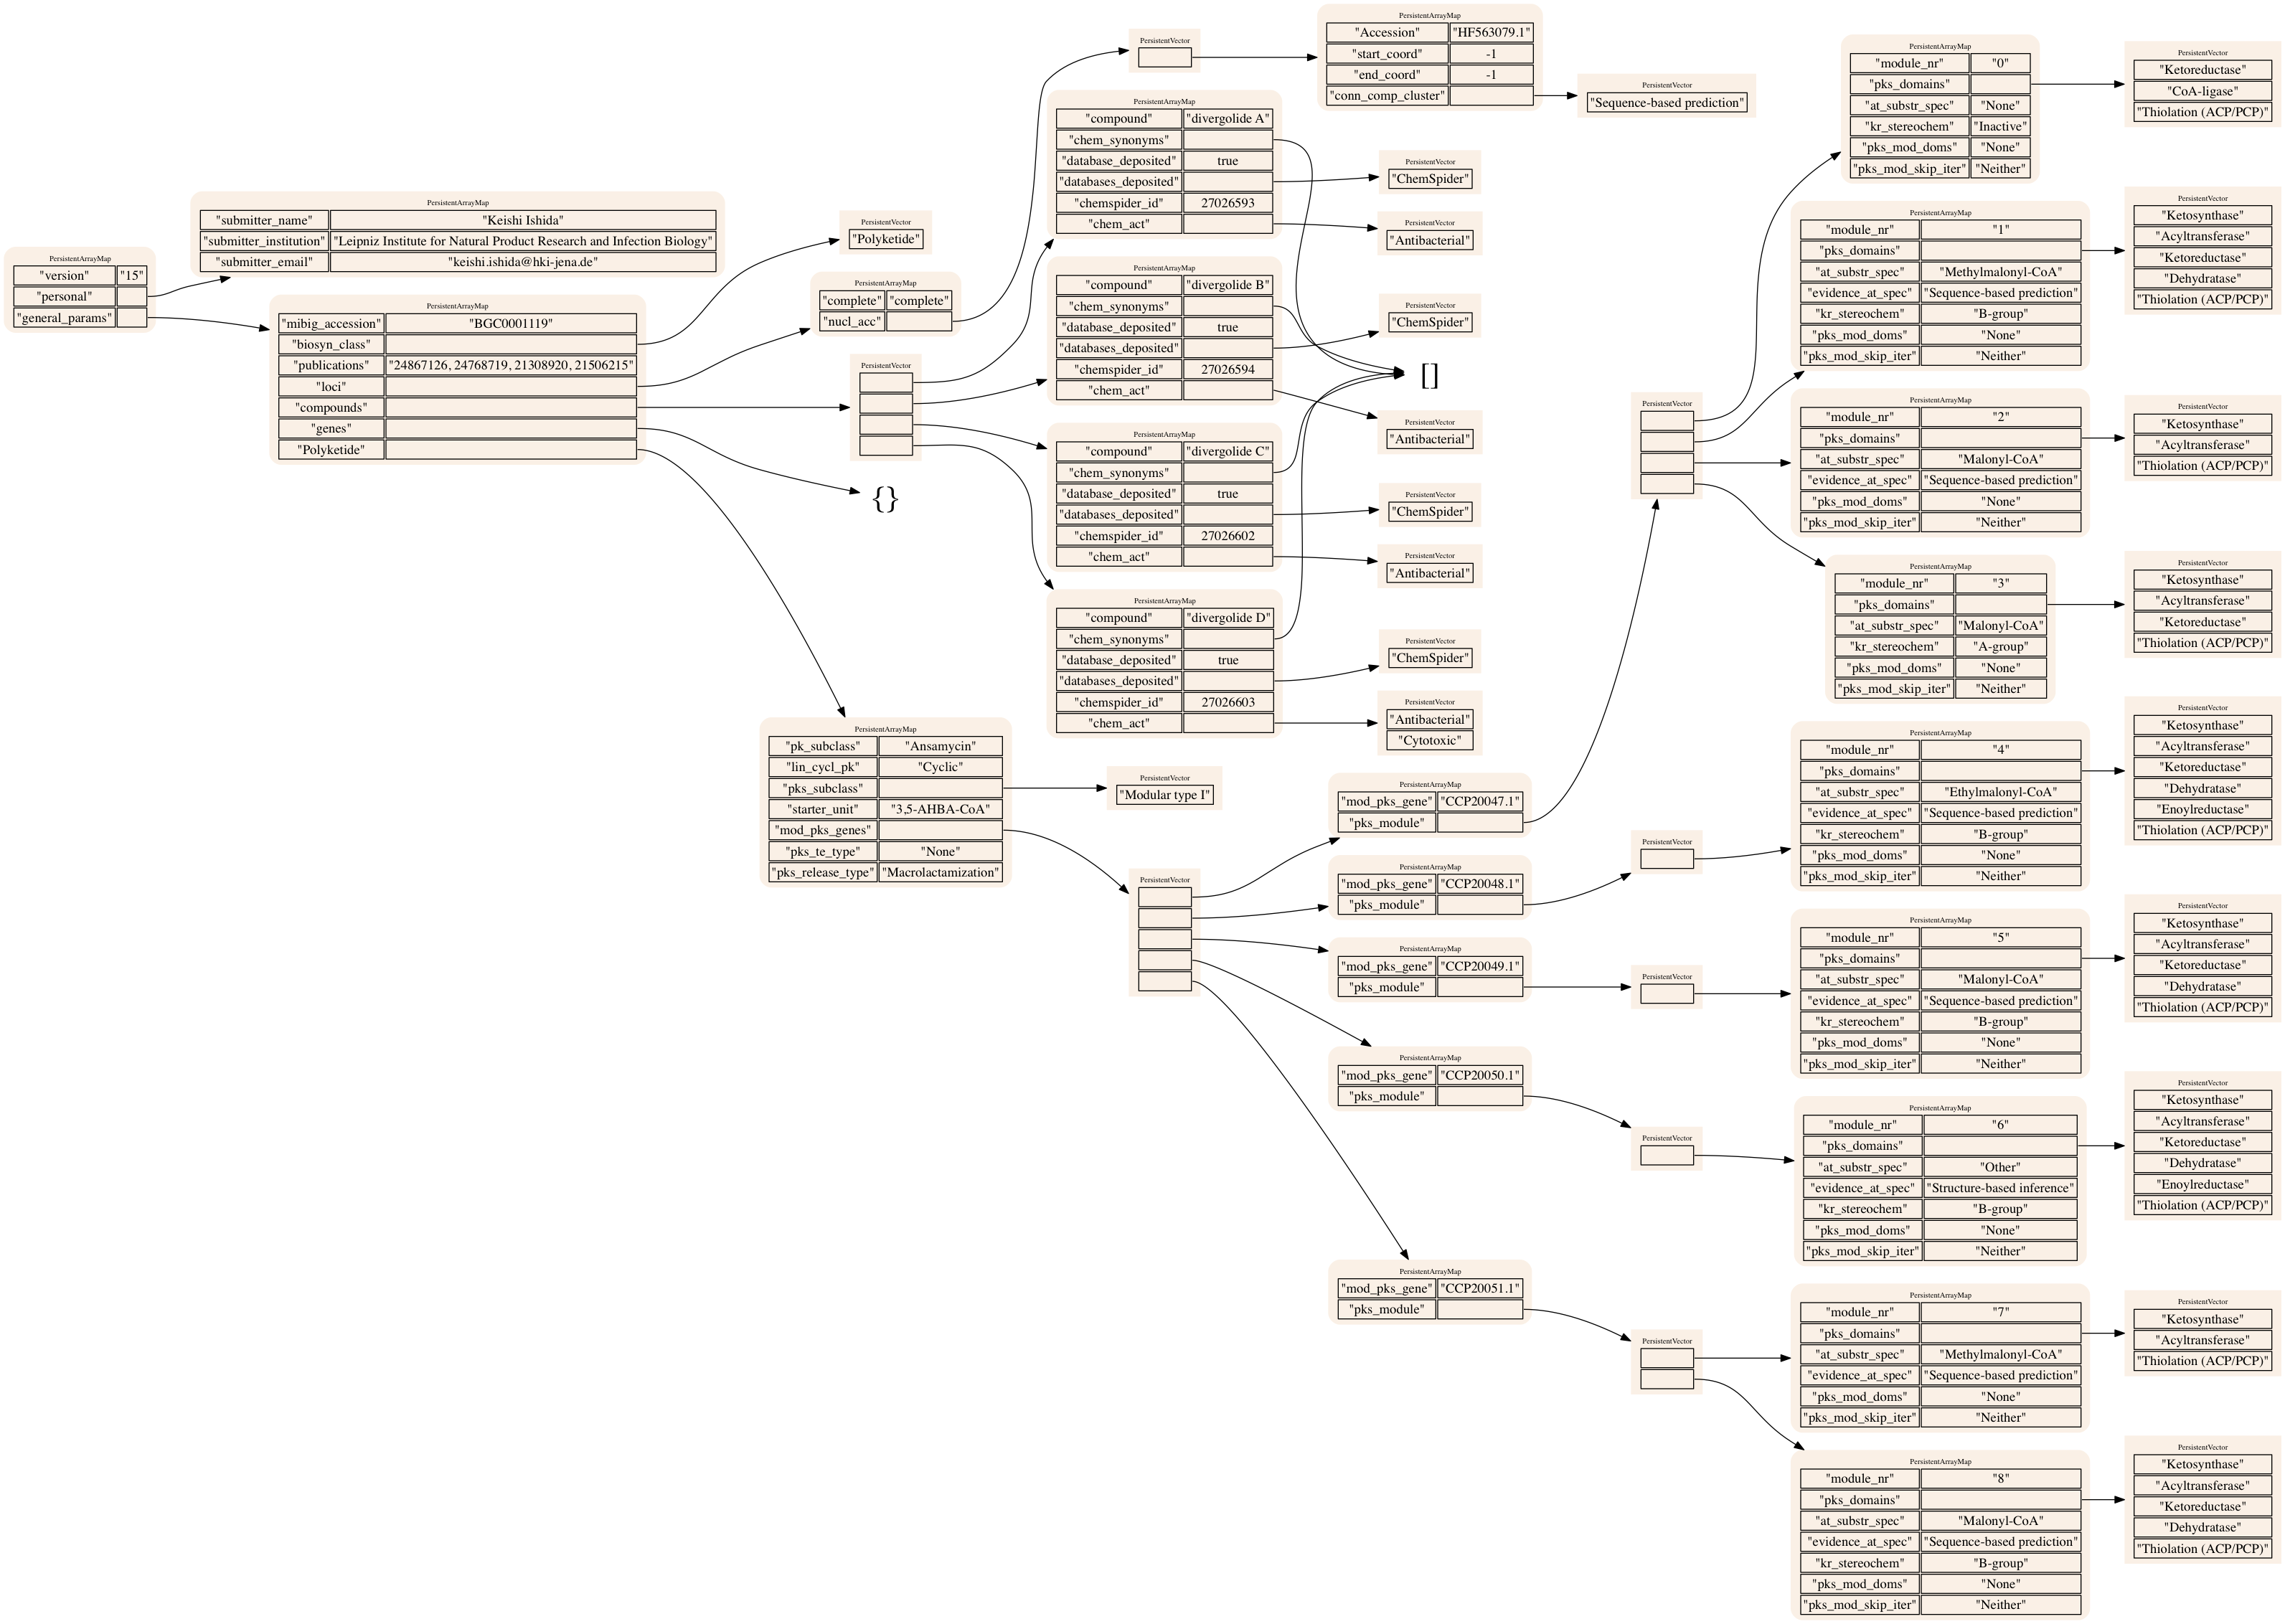 PersistentArrayMap
"version" "15"
"personal"
"general_params"
PersistentArrayMap
"submitter_name" "Keishi Ishida"
"submitter_institution" "Leipniz Institute for Natural Product Research and Infection Biology"
"submitter_email" "keishi.ishida@hki-jena.de"
PersistentArrayMap
"mibig_accession" "BGC0001119"
"biosyn_class"
"publications" "24867126, 24768719, 21308920, 21506215"
"loci"
"compounds"
"genes"
"Polyketide"
PersistentVector
"Polyketide"
PersistentArrayMap
"complete" "complete"
"nucl_acc"
PersistentVector
{}
PersistentArrayMap
"pk_subclass" "Ansamycin"
"lin_cycl_pk" "Cyclic"
"pks_subclass"
"starter_unit" "3,5-AHBA-CoA"
"mod_pks_genes"
"pks_te_type" "None"
"pks_release_type" "Macrolactamization"
PersistentVector
PersistentArrayMap
"compound" "divergolide A"
"chem_synonyms"
"database_deposited" true
"databases_deposited"
"chemspider_id" 27026593
"chem_act"
PersistentArrayMap
"compound" "divergolide B"
"chem_synonyms"
"database_deposited" true
"databases_deposited"
"chemspider_id" 27026594
"chem_act"
PersistentArrayMap
"compound" "divergolide C"
"chem_synonyms"
"database_deposited" true
"databases_deposited"
"chemspider_id" 27026602
"chem_act"
PersistentArrayMap
"compound" "divergolide D"
"chem_synonyms"
"database_deposited" true
"databases_deposited"
"chemspider_id" 27026603
"chem_act"
PersistentVector
"Modular type I"
PersistentVector
PersistentArrayMap
"Accession" "HF563079.1"
"start_coord" -1
"end_coord" -1
"conn_comp_cluster"
PersistentVector
"ChemSpider"
PersistentVector
"Antibacterial"
PersistentVector
"ChemSpider"
[]
PersistentVector
"Antibacterial"
PersistentVector
"ChemSpider"
PersistentVector
"Antibacterial"
PersistentVector
"ChemSpider"
PersistentVector
"Antibacterial"
"Cytotoxic"
PersistentArrayMap
"mod_pks_gene" "CCP20047.1"
"pks_module"
PersistentArrayMap
"mod_pks_gene" "CCP20048.1"
"pks_module"
PersistentArrayMap
"mod_pks_gene" "CCP20049.1"
"pks_module"
PersistentArrayMap
"mod_pks_gene" "CCP20050.1"
"pks_module"
PersistentArrayMap
"mod_pks_gene" "CCP20051.1"
"pks_module"
PersistentVector
"Sequence-based prediction"
PersistentVector
PersistentVector
PersistentVector
PersistentVector
PersistentVector
PersistentArrayMap
"module_nr" "0"
"pks_domains"
"at_substr_spec" "None"
"kr_stereochem" "Inactive"
"pks_mod_doms" "None"
"pks_mod_skip_iter" "Neither"
PersistentVector
"Ketoreductase"
"CoA-ligase"
"Thiolation (ACP/PCP)"
PersistentArrayMap
"module_nr" "1"
"pks_domains"
"at_substr_spec" "Methylmalonyl-CoA"
"evidence_at_spec" "Sequence-based prediction"
"kr_stereochem" "B-group"
"pks_mod_doms" "None"
"pks_mod_skip_iter" "Neither"
PersistentVector
"Ketosynthase"
"Acyltransferase"
"Ketoreductase"
"Dehydratase"
"Thiolation (ACP/PCP)"
PersistentArrayMap
"module_nr" "2"
"pks_domains"
"at_substr_spec" "Malonyl-CoA"
"evidence_at_spec" "Sequence-based prediction"
"pks_mod_doms" "None"
"pks_mod_skip_iter" "Neither"
PersistentVector
"Ketosynthase"
"Acyltransferase"
"Thiolation (ACP/PCP)"
PersistentArrayMap
"module_nr" "3"
"pks_domains"
"at_substr_spec" "Malonyl-CoA"
"kr_stereochem" "A-group"
"pks_mod_doms" "None"
"pks_mod_skip_iter" "Neither"
PersistentVector
"Ketosynthase"
"Acyltransferase"
"Ketoreductase"
"Thiolation (ACP/PCP)"
PersistentArrayMap
"module_nr" "4"
"pks_domains"
"at_substr_spec" "Ethylmalonyl-CoA"
"evidence_at_spec" "Sequence-based prediction"
"kr_stereochem" "B-group"
"pks_mod_doms" "None"
"pks_mod_skip_iter" "Neither"
PersistentVector
"Ketosynthase"
"Acyltransferase"
"Ketoreductase"
"Dehydratase"
"Enoylreductase"
"Thiolation (ACP/PCP)"
PersistentArrayMap
"module_nr" "5"
"pks_domains"
"at_substr_spec" "Malonyl-CoA"
"evidence_at_spec" "Sequence-based prediction"
"kr_stereochem" "B-group"
"pks_mod_doms" "None"
"pks_mod_skip_iter" "Neither"
PersistentVector
"Ketosynthase"
"Acyltransferase"
"Ketoreductase"
"Dehydratase"
"Thiolation (ACP/PCP)"
PersistentArrayMap
"module_nr" "6"
"pks_domains"
"at_substr_spec" "Other"
"evidence_at_spec" "Structure-based inference"
"kr_stereochem" "B-group"
"pks_mod_doms" "None"
"pks_mod_skip_iter" "Neither"
PersistentVector
"Ketosynthase"
"Acyltransferase"
"Ketoreductase"
"Dehydratase"
"Enoylreductase"
"Thiolation (ACP/PCP)"
PersistentArrayMap
"module_nr" "7"
"pks_domains"
"at_substr_spec" "Methylmalonyl-CoA"
"evidence_at_spec" "Sequence-based prediction"
"pks_mod_doms" "None"
"pks_mod_skip_iter" "Neither"
PersistentVector
"Ketosynthase"
"Acyltransferase"
"Thiolation (ACP/PCP)"
PersistentArrayMap
"module_nr" "8"
"pks_domains"
"at_substr_spec" "Malonyl-CoA"
"evidence_at_spec" "Sequence-based prediction"
"kr_stereochem" "B-group"
"pks_mod_doms" "None"
"pks_mod_skip_iter" "Neither"
PersistentVector
"Ketosynthase"
"Acyltransferase"
"Ketoreductase"
"Dehydratase"
"Thiolation (ACP/PCP)"